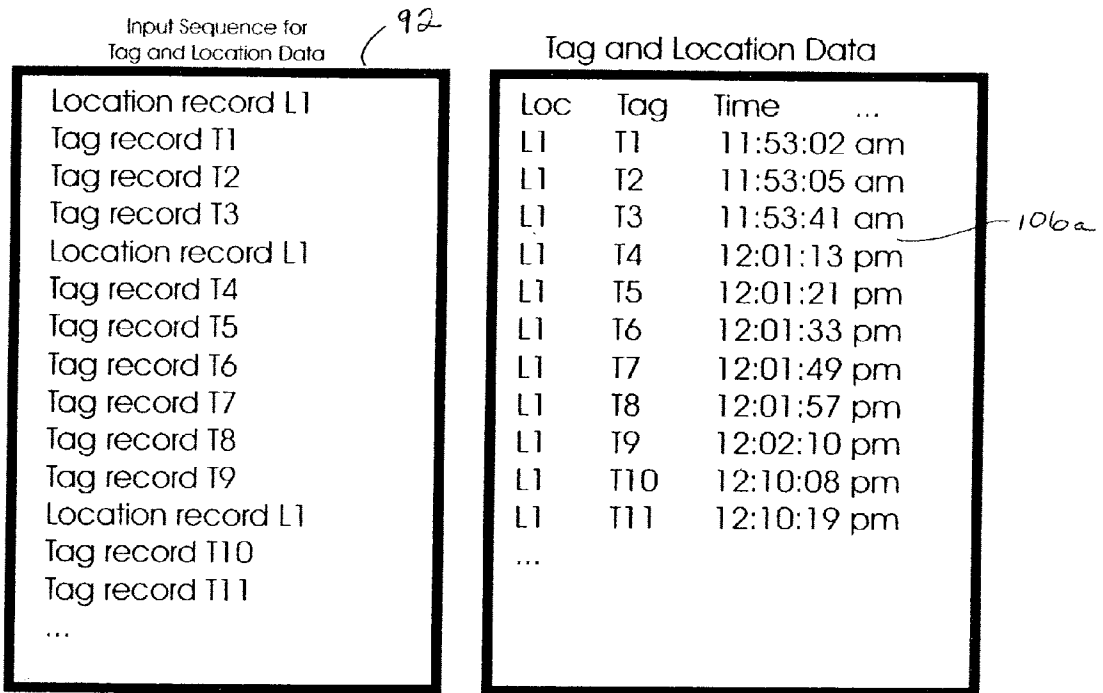 Input Sequence for
Tag and Location Data
92
Location record L1
Tag record T1
Tag record T2
Tag record T3
Location record L1
Tag record T4
Tag record T5
Tag record T6
Tag record T7
Tag record T8
Tag record T9
Location record L1
Tag record T10
Tag record T11
...
Tag and Location Data
Loc Tag Time ...
L1 T1 11:53:02 am
L1 T2 11:53:05 am
L1 T3 11:53:41 am
106a
L1 T4 12:01:13 pm
L1 T5 12:01:21 pm
L1 T6 12:01:33 pm
L1 T7 12:01:49 pm
L1 T8 12:01:57 pm
L1 T9 12:02:10 pm
L1 T10 12:10:08 pm
L1 T11 12:10:19 pm
...